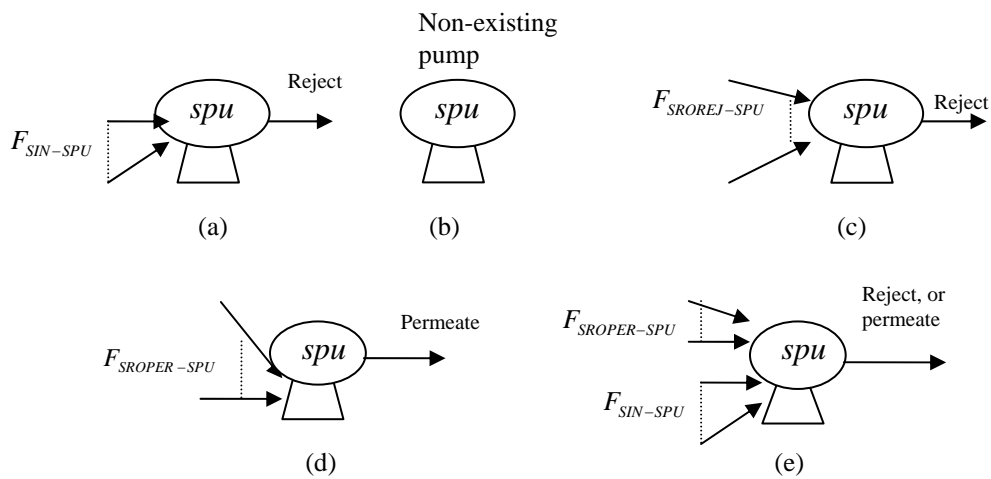 Non-existing
pump
Reject
spu
F_{SIN-SPU}
(a)
spu
(b)
F_{SROREJ-SPU}
spu
Reject
(c)
F_{SROPER-SPU}
spu
Permeate
(d)
F_{SROPER-SPU}
F_{SIN-SPU}
spu
Reject, or
permeate
(e)